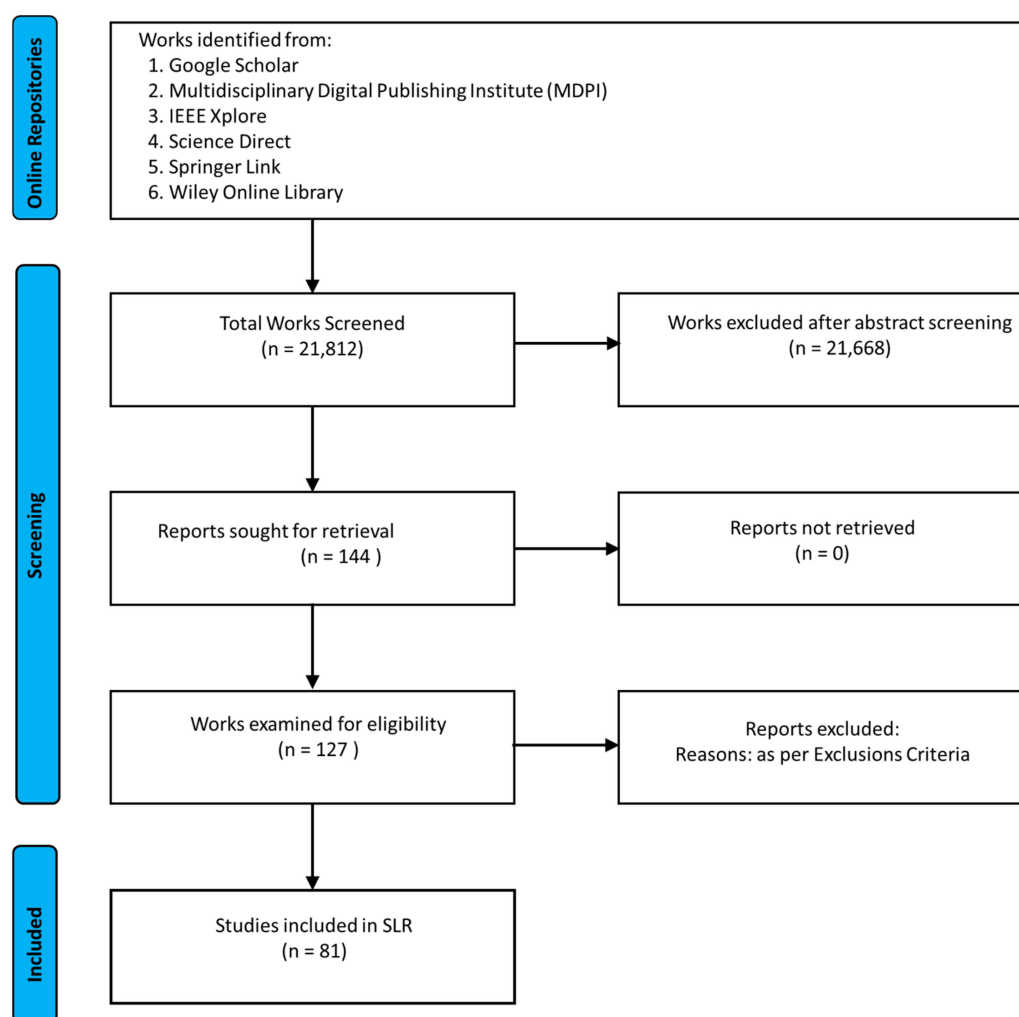 Online Repositories
Works identified from:
1. Google Scholar
2. Multidisciplinary Digital Publishing Institute (MDPI)
3. IEEE Xplore
4. Science Direct
5. Springer Link
6. Wiley Online Library
Screening
Total Works Screened
(n = 21,812)
Works excluded after abstract screening
(n = 21,668)
Reports sought for retrieval
(n = 144 )
Reports not retrieved
(n = 0)
Works examined for eligibility
(n = 127 )
Reports excluded:
Reasons: as per Exclusions Criteria
Included
Studies included in SLR
(n = 81)